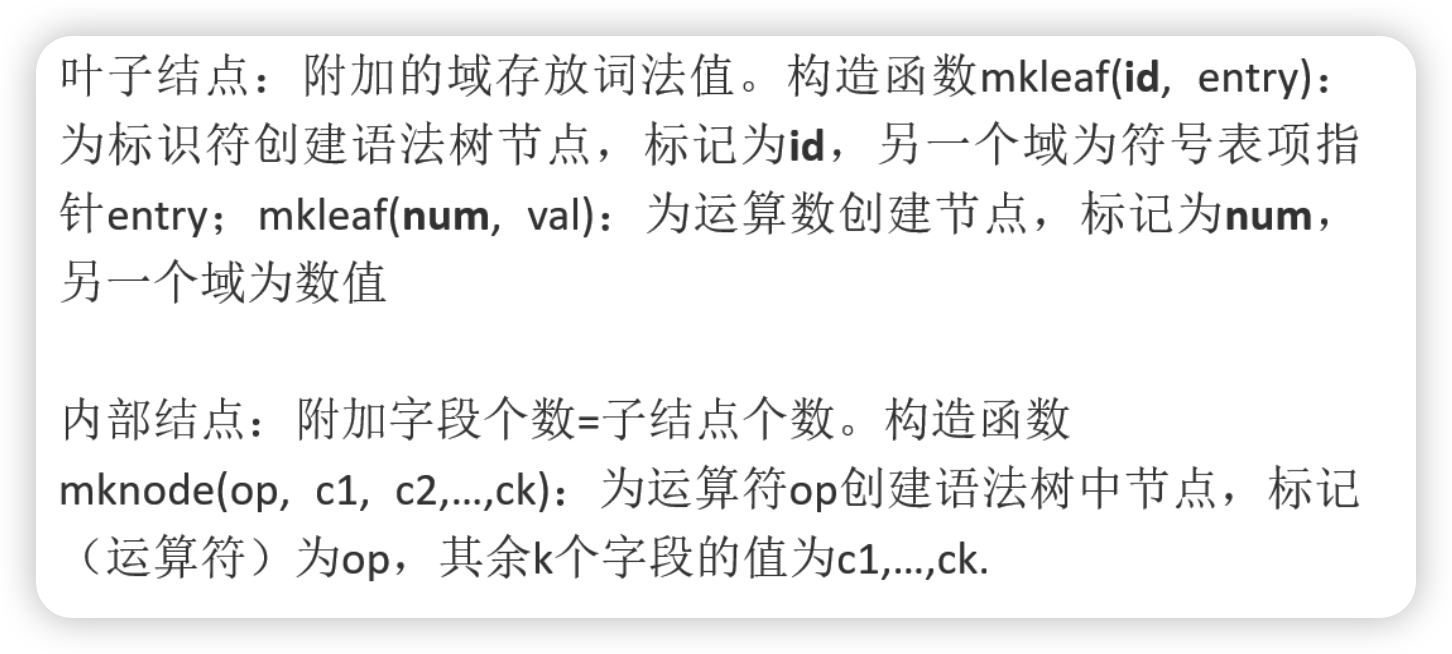 叶子结点：附加的域存放词法值。构造函数mkleaf(id, entry)：
为标识符创建语法树节点，标记为id，另一个域为符号表项指
针entry；mkleaf(num, val)：为运算数创建节点，标记为num，
另一个域为数值
内部结点：附加字段个数=子结点个数。构造函数
mknode(op, c1, c2,...,ck)：为运算符op创建语法树中节点，标记
（运算符）为op，其余k个字段的值为c1,...,ck.